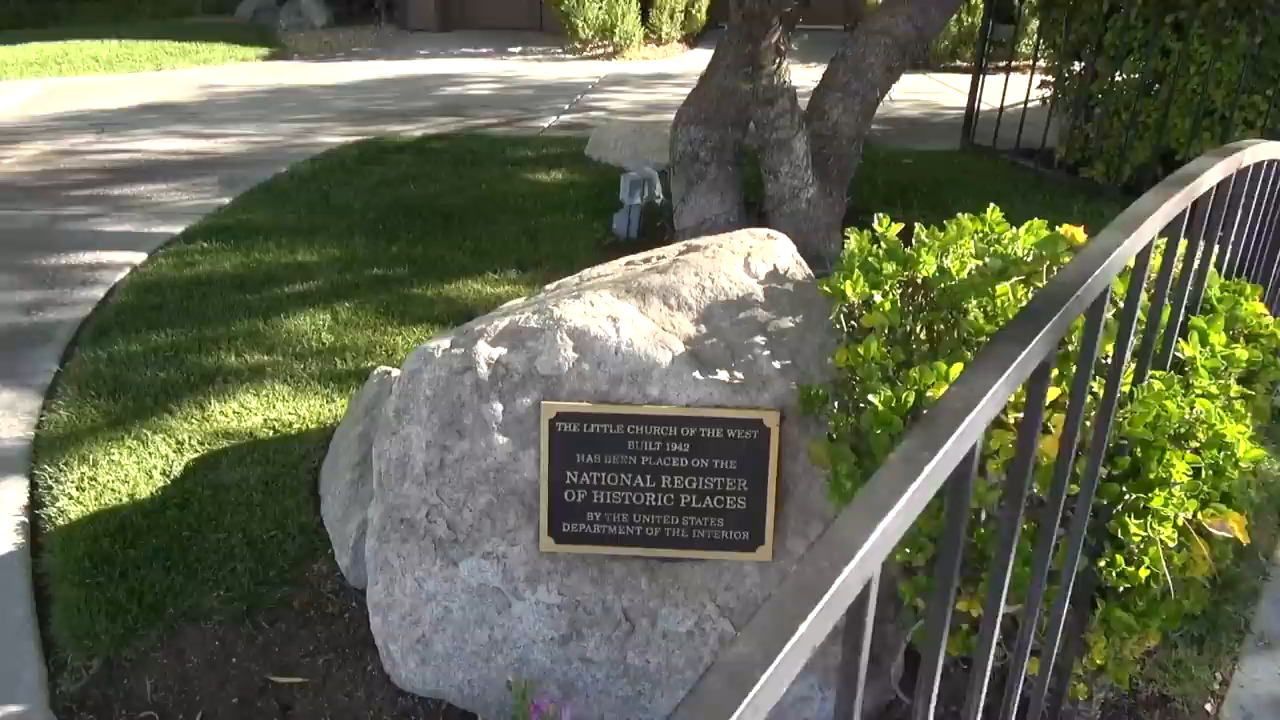 THE LITTLE CHURCH OF THE WEST
BUILT 1942
HAS BEEN PLACED ON THE
NATIONAL REGISTER
OF HISTORIC PLACES
BY THE UNITED STATES
DEPARTMENT OF THE INTERIOR